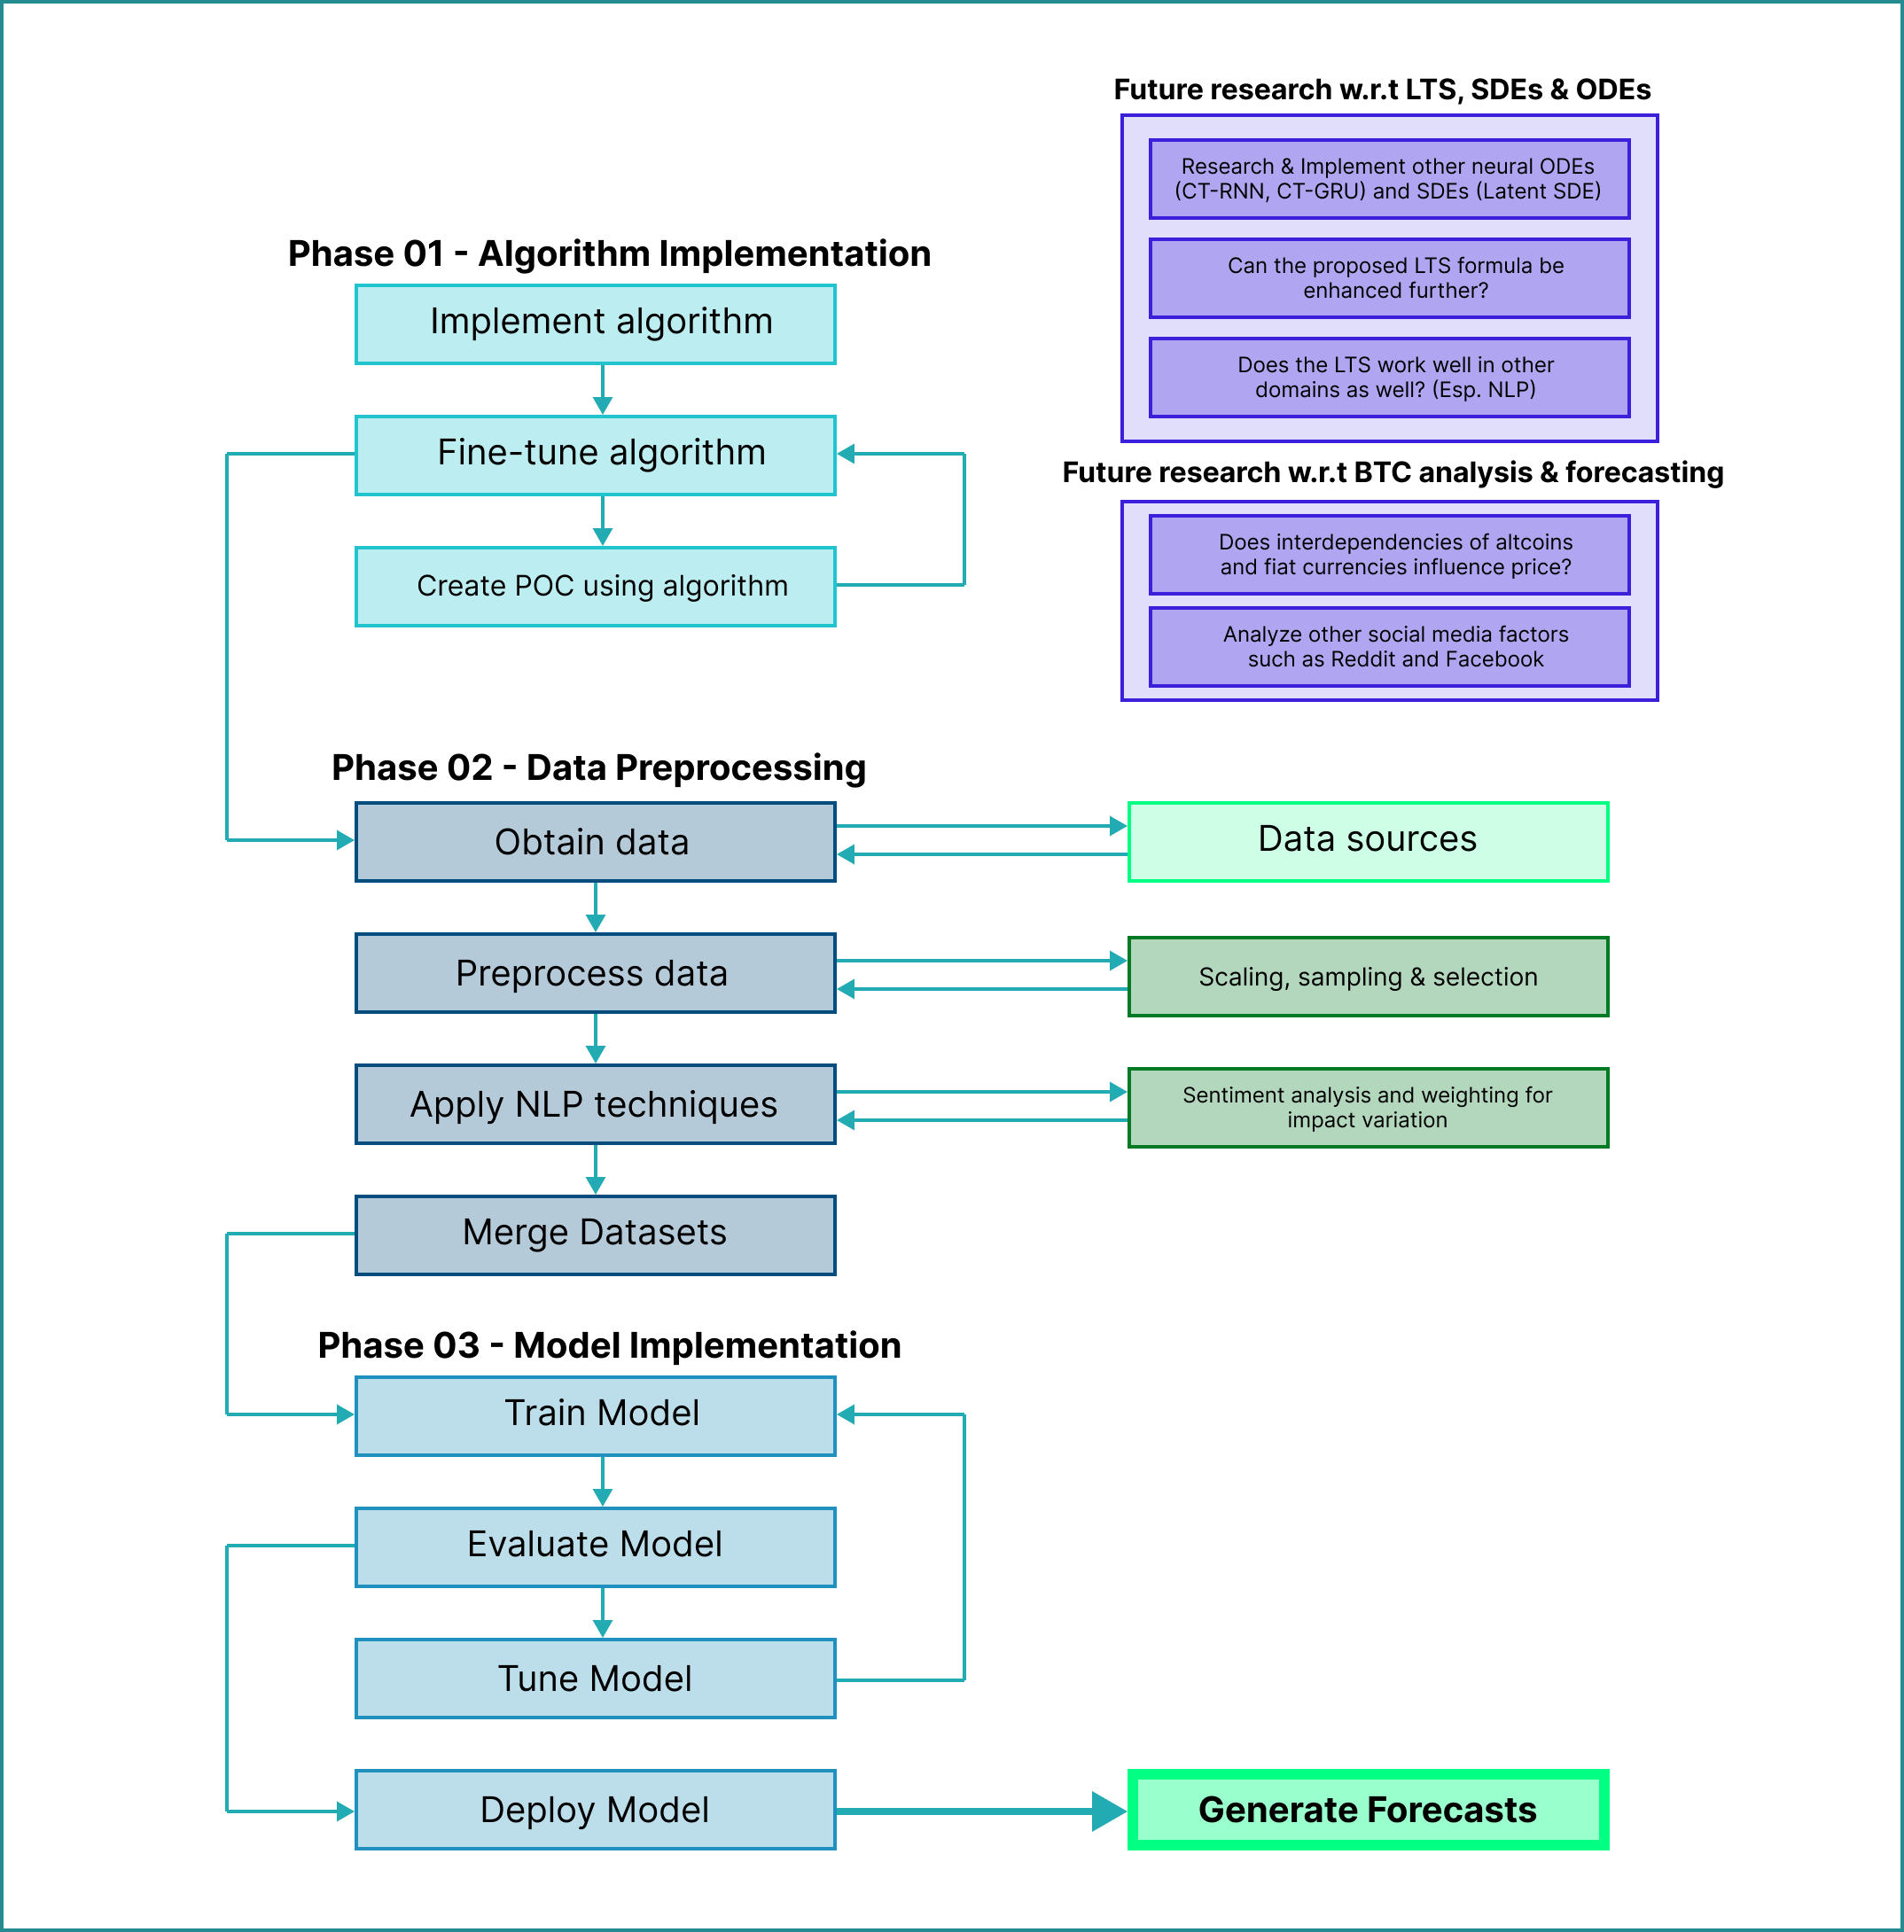 Future research w.r.t LTS, SDEs & ODEs
Research & Implement other neural ODEs
(CT-RNN, CT-GRU) and SDEs (Latent SDE)
Can the proposed LTS formula be
enhanced further?
Does the LTS work well in other
domains as well? (Esp. NLP)
Future research w.r.t BTC analysis & forecasting
Does interdependencies of altcoins
and fiat currencies influence price?
Analyze other social media factors
such as Reddit and Facebook
Phase 01 - Algorithm Implementation
Implement algorithm
Fine-tune algorithm
Create POC using algorithm
Phase 02 - Data Preprocessing
Obtain data
Data sources
Preprocess data
Scaling, sampling & selection
Apply NLP techniques
Sentiment analysis and weighting for
impact variation
Merge Datasets
Phase 03 - Model Implementation
Train Model
Evaluate Model
Tune Model
Deploy Model
Generate Forecasts